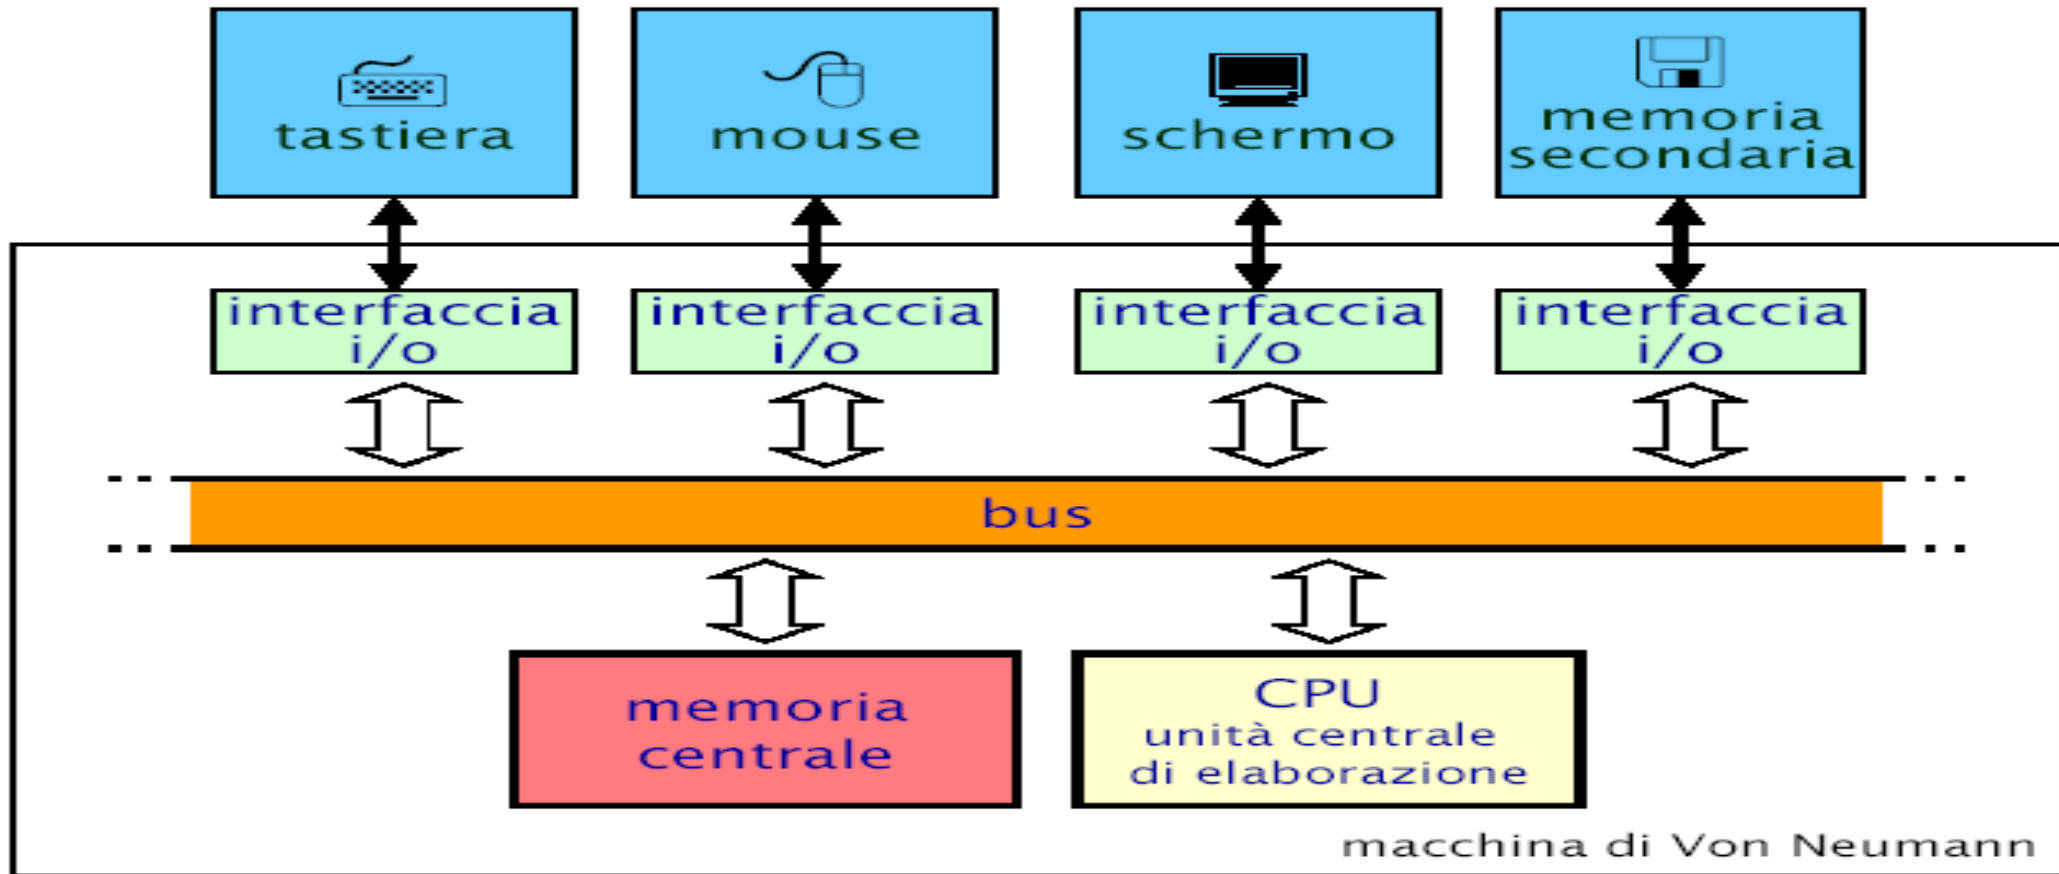 tastiera
mouse
schermo
memoria
secondaria
interfaccia
i/o
interfaccia
i/o
interfaccia
i/o
interfaccia
i/o
bus
memoria
centrale
CPU
unità centrale
di elaborazione
macchina di Von Neumann